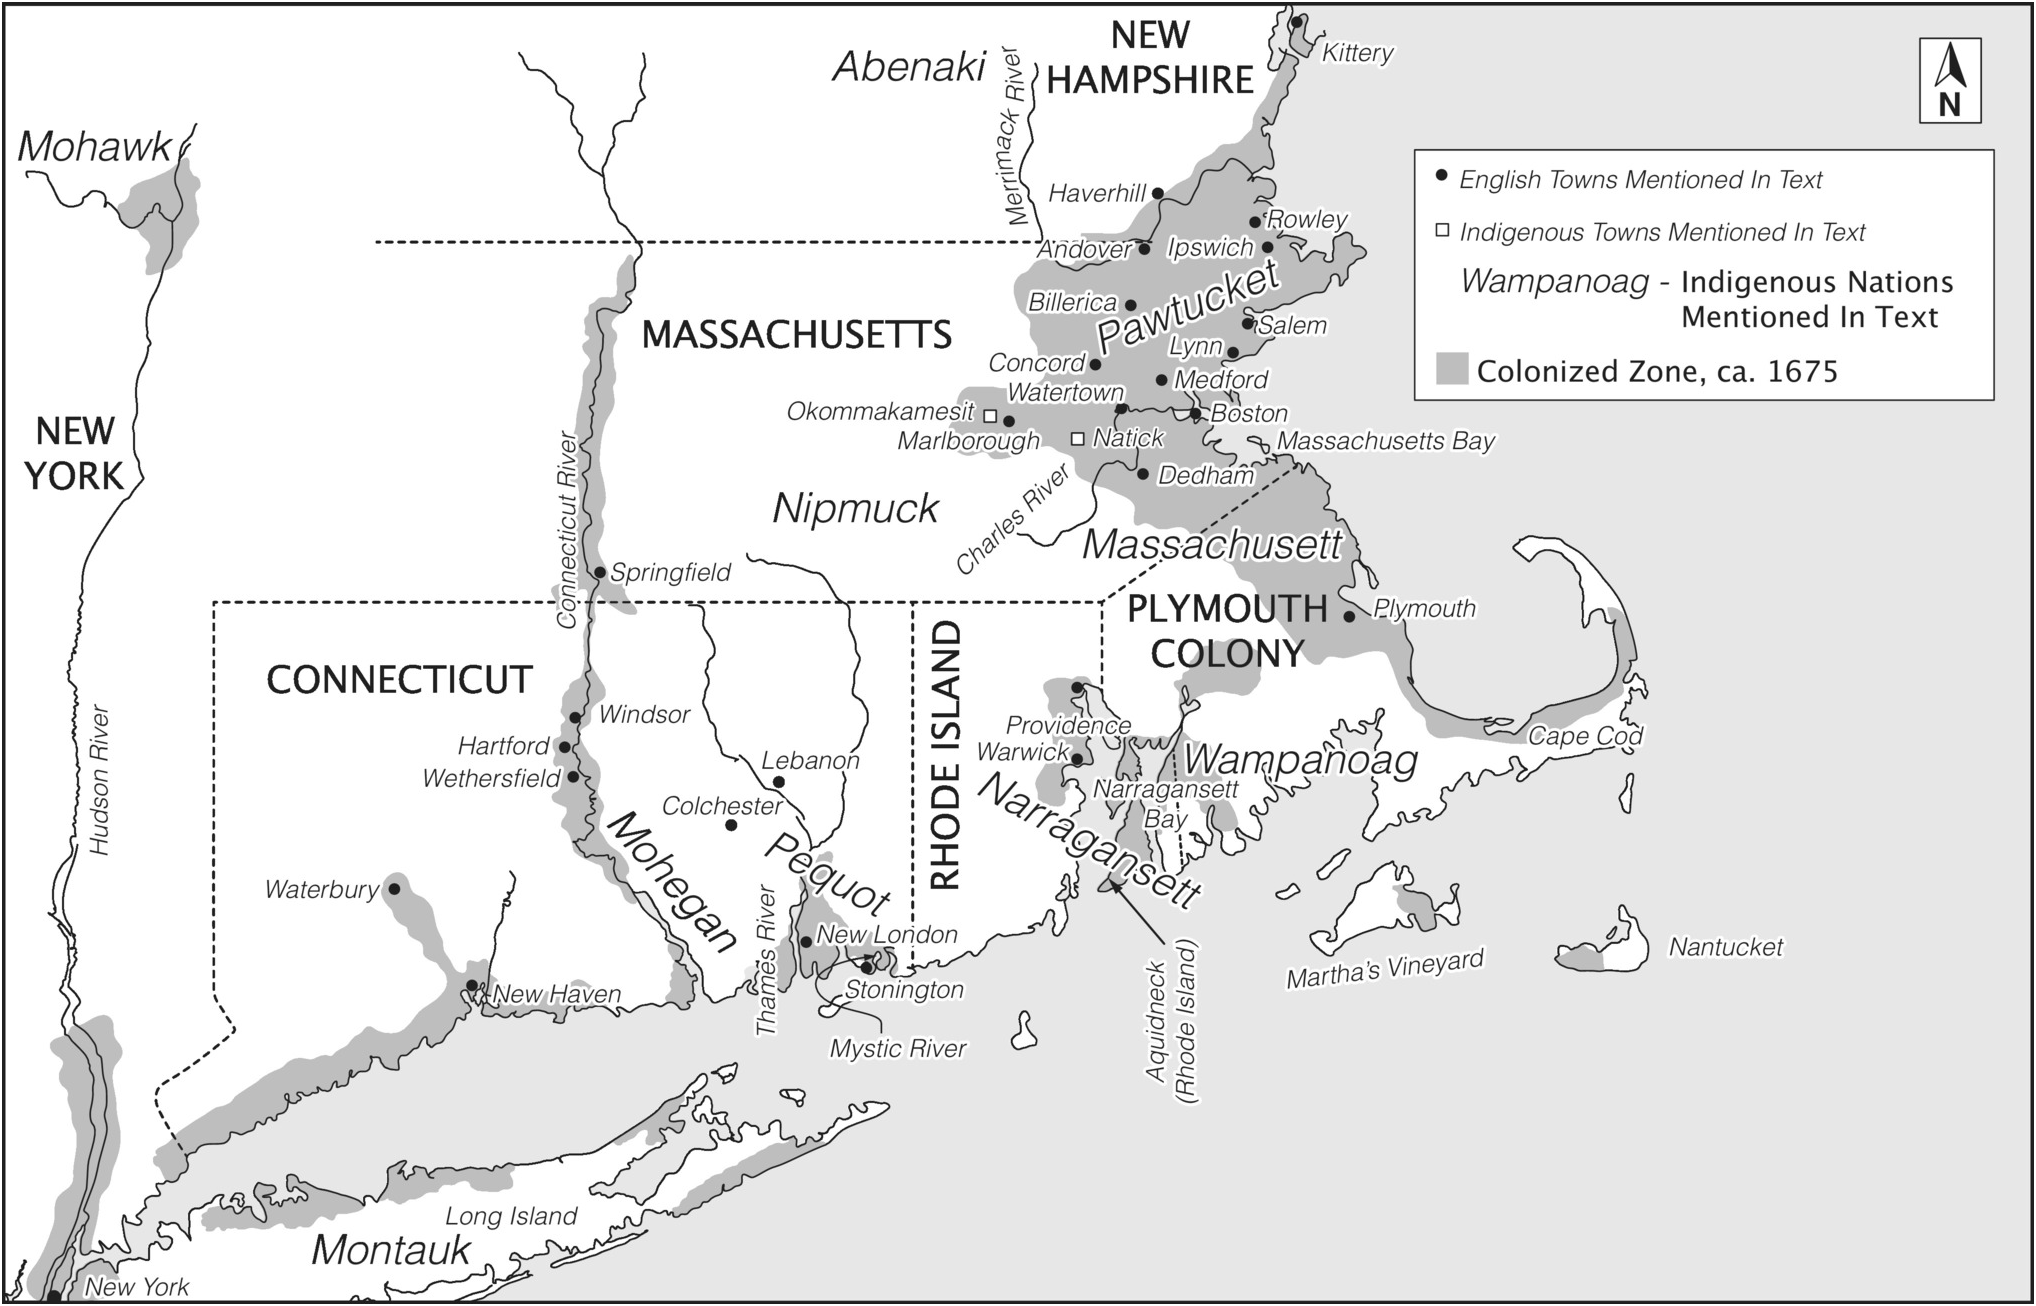 NEW
HAMPSHIRE
Kittery
Abenaki
Merrimack River
N
Mohawk
English Towns Mentioned In Text
Indigenous Towns Mentioned In Text
Wampanoag - Indigenous Nations
Mentioned In Text
Colonized Zone, ca. 1675
Haverhill
Rowley
Andover
Ipswich
Billerica
Pawtucket
Salem
Lynn
MASSACHUSETTS
Concord
Medford
Watertown
Okommakamesit
Boston
Marlborough
Natick
Massachusetts Bay
Dedham
NEW
YORK
Connecticut River
Nipmuck
Charles River
Massachusett
Springfield
PLYMOUTH
COLONY
Plymouth
CONNECTICUT
RHODE ISLAND
Windsor
Hartford
Wethersfield
Hudson River
Lebanon
Colchester
Providence
Warwick
Cape Cod
Wampanoag
Narragansett
Bay
Narragansett
Mohegan
Pequot
Waterbury
Thames River
New London
Stonington
New Haven
Mystic River
Aquidneck
(Rhode Island)
Martha's Vineyard
Nantucket
Long Island
Montauk
New York